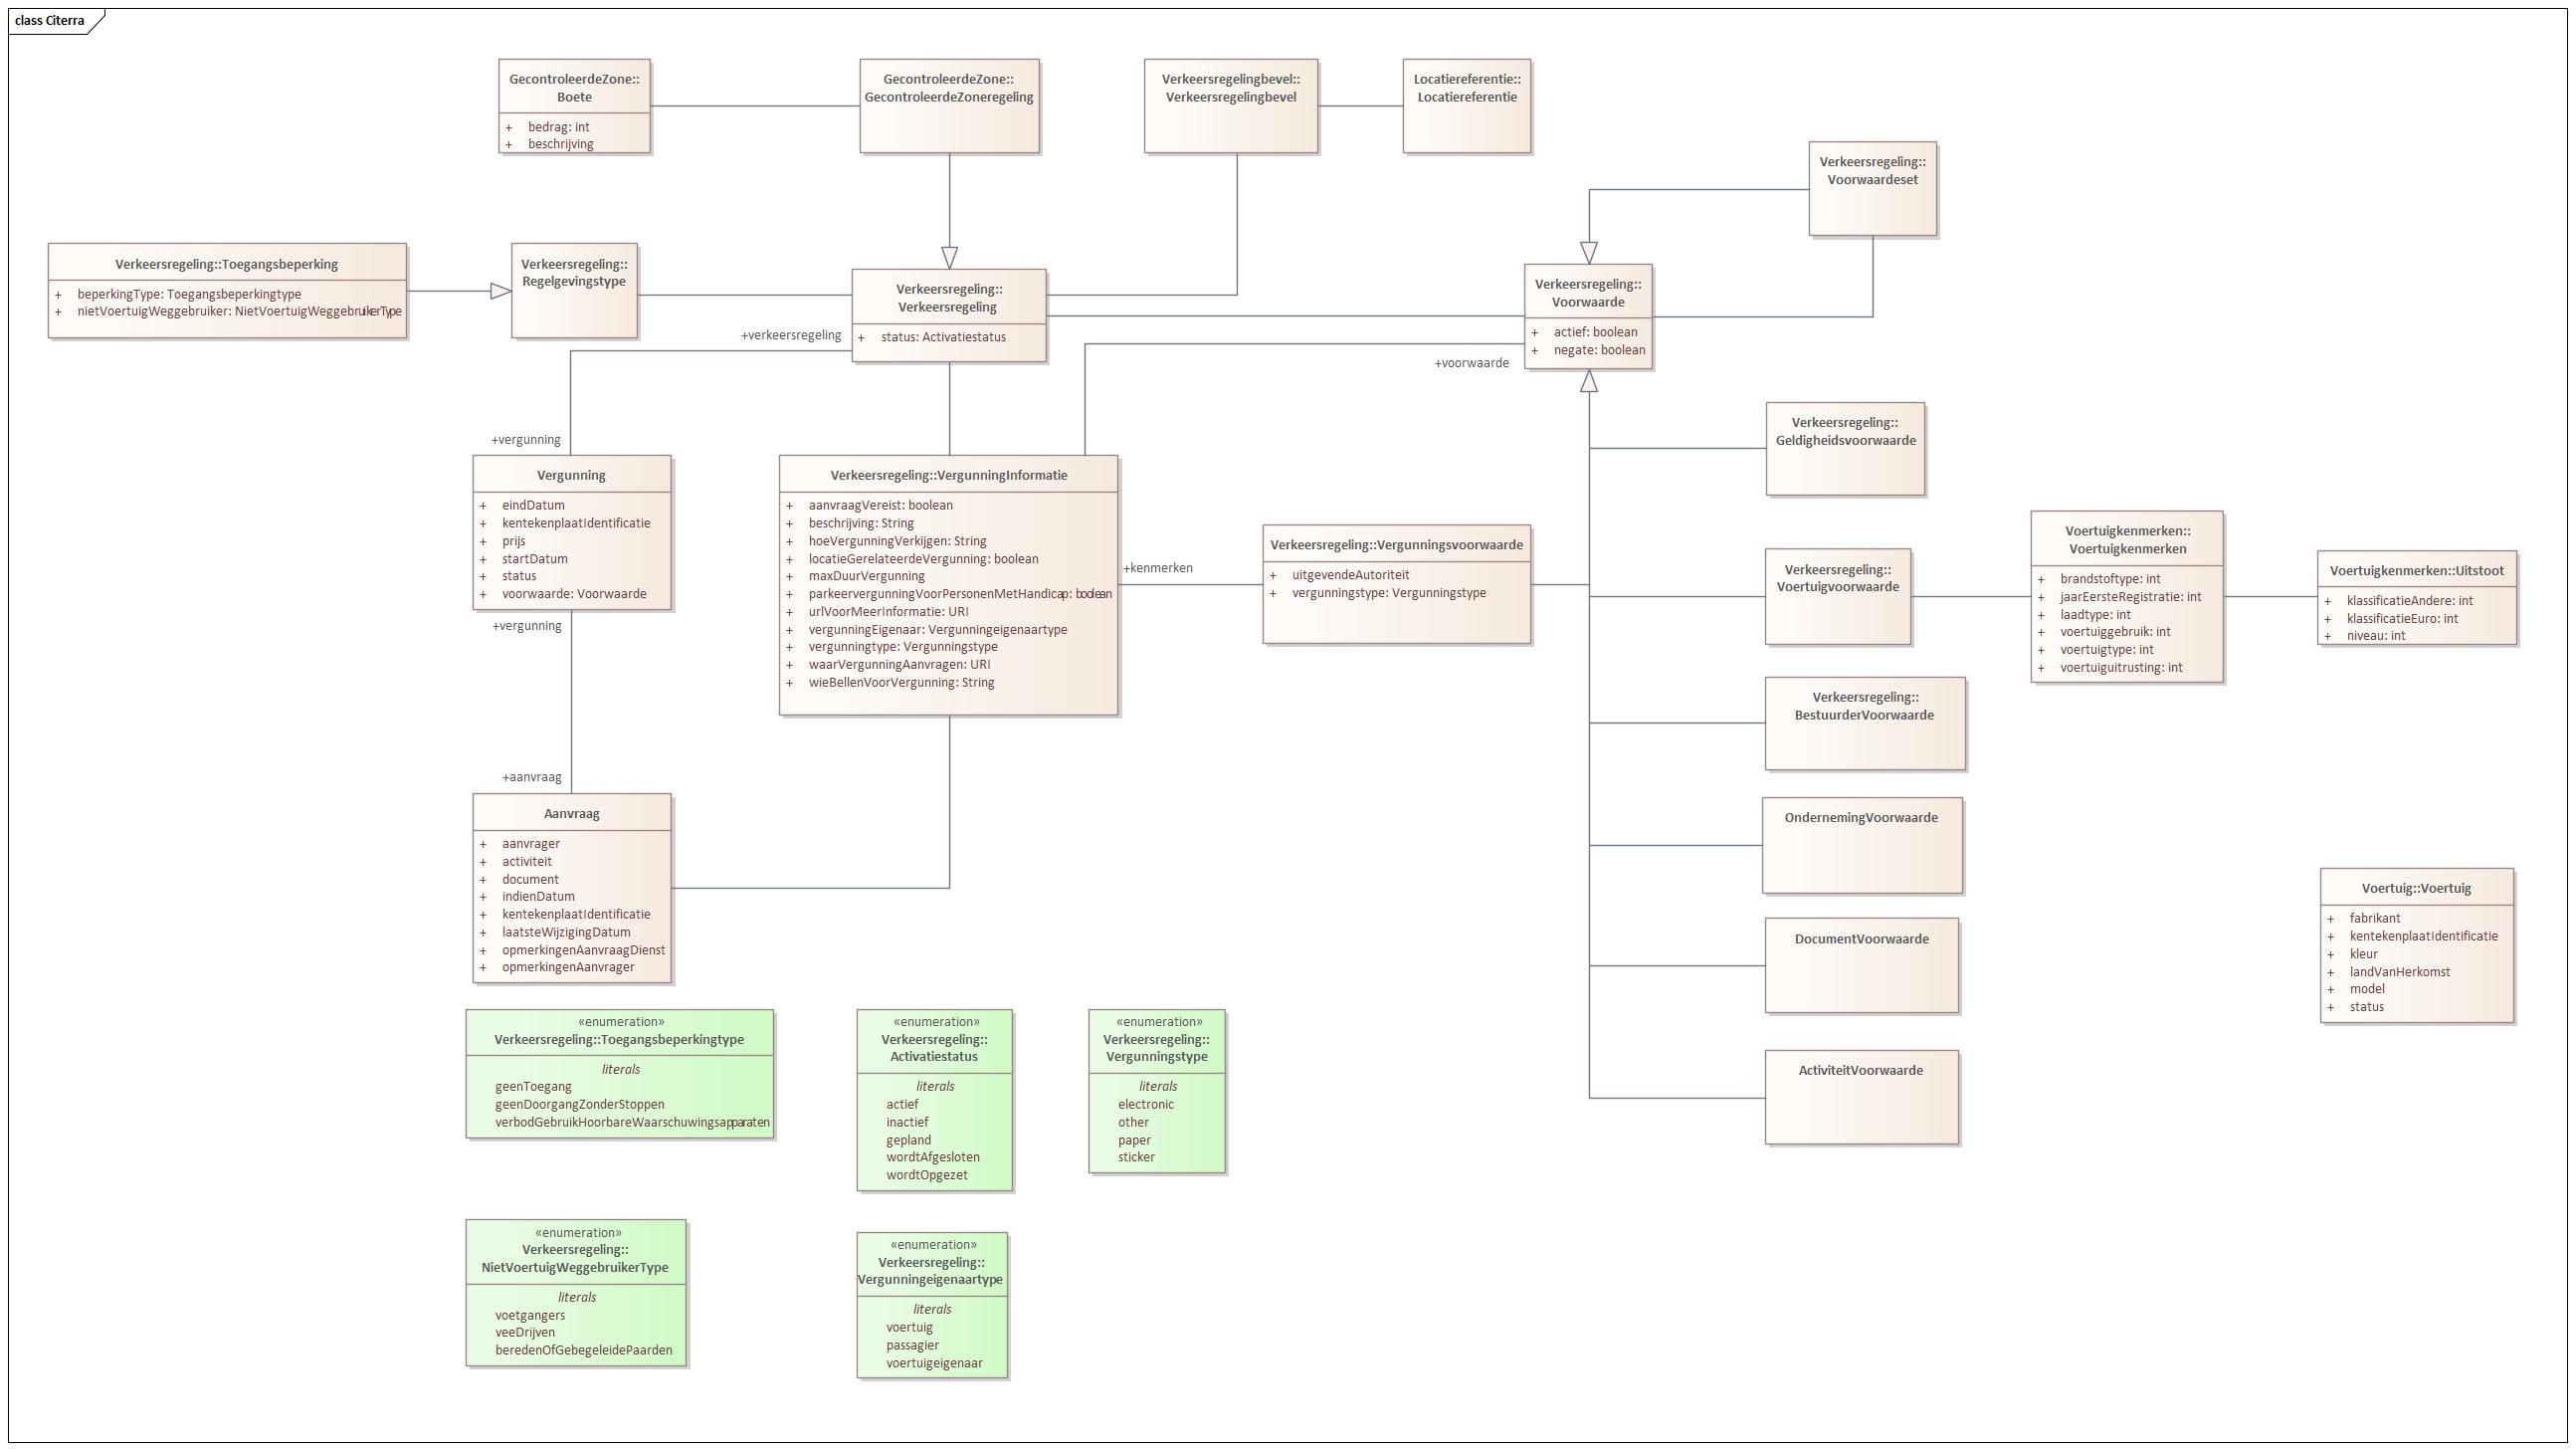 class Citerra
GecontroleerdeZone::
Boete
+ bedrag: int
+ beschrijving
GecontroleerdeZone::
GecontroleerdeZoneregeling
Verkeersregelingbevel::
Verkeersregelingbevel
Locatiereferentie::
Locatiereferentie
Verkeersregeling::
Voorwaardeset
Verkeersregeling::Toegangsbeperking
+ beperkingType: Toegangsbeperkingtype
+ nietVoertuigWeggebruiker: NietVoertuigWeggebruikerType
Verkeersregeling::
Regelgevingstype
Verkeersregeling::
Verkeersregeling
+ status: Activatiestatus
Verkeersregeling::
Voorwaarde
+ actief: boolean
+ negate: boolean
+verkeersregeling
+voorwaarde
+vergunning
Vergunning
+ eindDatum
+ kentekenplaatIdentificatie
+ prijs
+ startDatum
+ status
+ voorwaarde: Voorwaarde
+vergunning
Verkeersregeling::VergunningInformatie
+ aanvraagVereist: boolean
+ beschrijving: String
+ hoeVergunningVerkijgen: String
+ locatieGerelateerdeVergunning: boolean
+ maxDuurVergunning
+ parkeervergunningVoorPersonenMetHandicap: boolean
+ urlVoorMeerInformatie: URI
+ vergunningEigenaar: Vergunningeigenaartype
+ vergunningtype: Vergunningstype
+ waarVergunningAanvragen: URI
+ wieBellenVoorVergunning: String
+kenmerken
Verkeersregeling::Vergunningsvoorwaarde
+ uitgevendeAutoriteit
+ vergunningstype: Vergunningstype
Verkeersregeling::
Geldigheidsvoorwaarde
Verkeersregeling::
Voertuigvoorwaarde
Voertuigkenmerken::
Voertuigkenmerken
+ brandstoftype: int
+ jaarEersteRegistratie: int
+ laadtype: int
+ voertuiggebruik: int
+ voertuigtype: int
+ voertuiguitrusting: int
Voertuigkenmerken::Uitstoot
+ klassificatieAndere: int
+ klassificatieEuro: int
+ niveau: int
Verkeersregeling::
BestuurderVoorwaarde
OndernemingVoorwaarde
DocumentVoorwaarde
ActiviteitVoorwaarde
+aanvraag
Aanvraag
+ aanvrager
+ activiteit
+ document
+ indienDatum
+ kentekenplaatIdentificatie
+ laatsteWijzigingDatum
+ opmerkingenAanvraagDienst
+ opmerkingenAanvrager
Voertuig::Voertuig
+ fabrikant
+ kentekenplaatIdentificatie
+ kleur
+ landVanHerkomst
+ model
+ status
«enumeration»
Verkeersregeling::Toegangsbeperkingtype
literals
geenToegang
geenDoorgangZonderStoppen
verbodGebruikHoorbareWaarschuwingsapparaten
«enumeration»
Verkeersregeling::
Activatiestatus
literals
actief
inactief
gepland
wordtAfgesloten
wordtOpgezet
«enumeration»
Verkeersregeling::
Vergunningstype
literals
electronic
other
paper
sticker
«enumeration»
Verkeersregeling::
NietVoertuigWeggebruikerType
literals
voetgangers
veeDrijven
beredenOfGebegeleidePaarden
«enumeration»
Verkeersregeling::
Vergunningeigenaartype
literals
voertuig
passagier
voertuigeigenaar